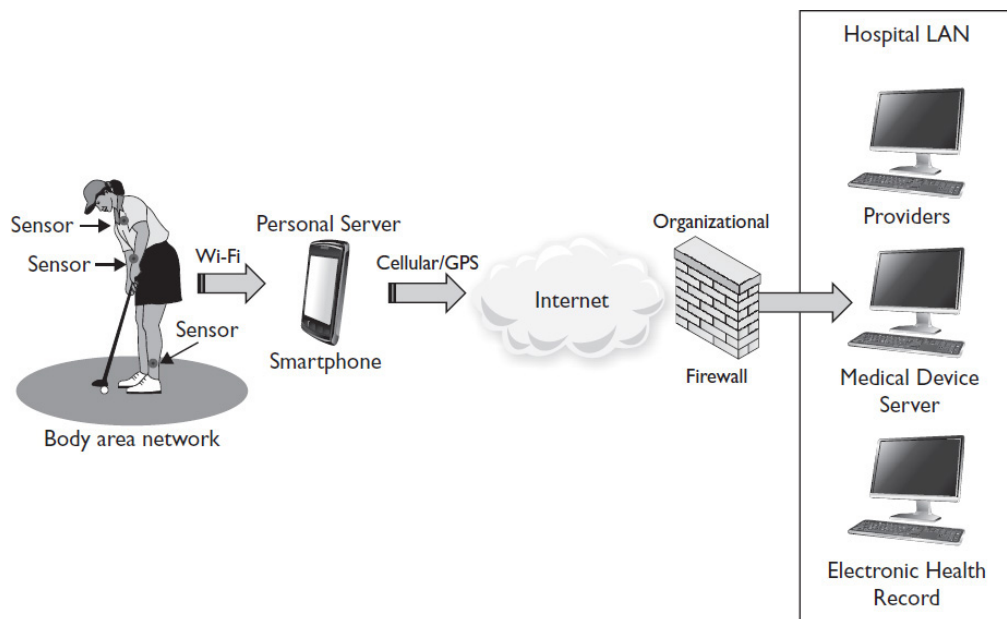 Hospital LAN
Providers
Sensor
Sensor
Sensor
Body area network
Wi-Fi
Personal Server
Smartphone
Cellular/GPS
Internet
Organizational
Firewall
Medical Device
Server
Electronic Health
Record